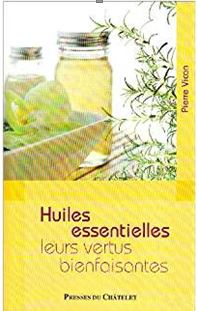 Pierre Vican
Huiles
essentielles
leurs vertus
bienfaisantes
PRESSES DU CHÂTELET